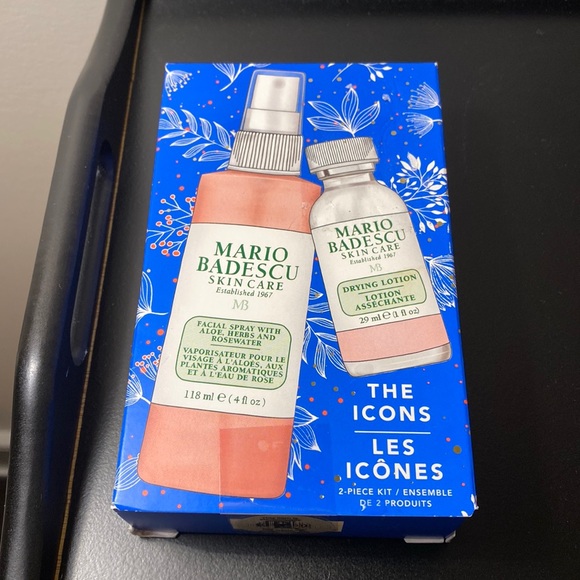 MARIO
BADESCU
SKIN CARE
Established 1967
MB
FACIAL SPRAY WITH
ALOE, HERBS AND
ROSEWATER
VAPORISATEUR POUR LE
VISAGE À L'ALOÈS, AUX
PLANTES AROMATIQUES
ET À L'EAU DE ROSE
118 ml e (4 fl oz)
MARIO
BADESCU
SKIN CARE
Established 1967
MB
DRYING LOTION
LOTION
ASSÉCHANTE
29 ml e (1 fl oz)
THE
ICONS
LES
ICÔNES
2-PIECE KIT / ENSEMBLE
DE 2 PRODUITS